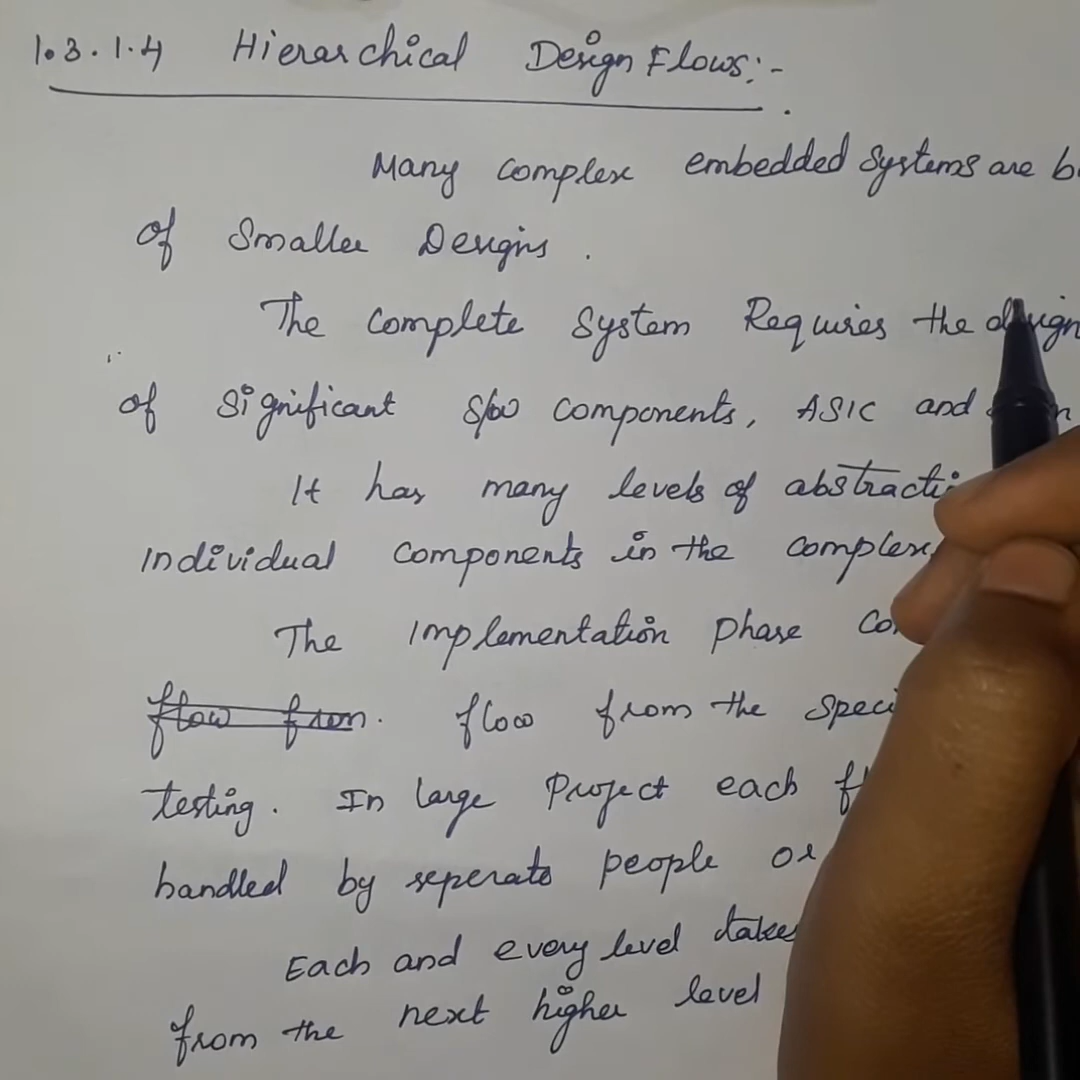 1.3.1.4 Hierarchical Design Flows:-
Many complex embedded Systems are
of Smaller Designs.
The complete System Requires the design
of Significant S/w components, ASIC and
It has many levels of
individual components in the complex
The Implementation phase
flow from. flow from the
testing. In large Project each
handled by seperate people or
Each and every level takes
from the next higher level